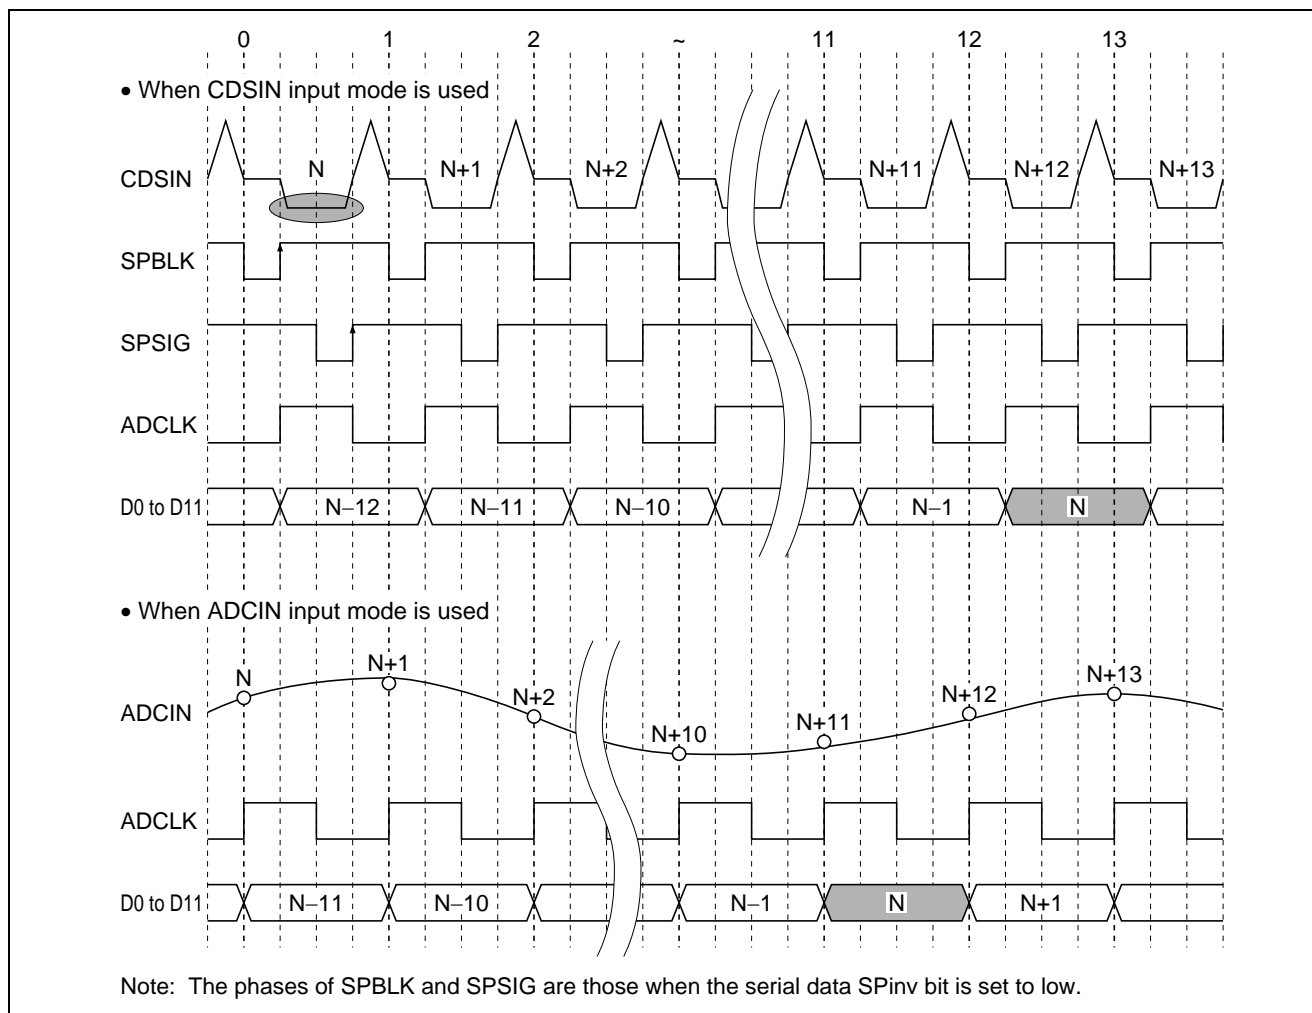 0 1 2 ~ 11 12 13
• When CDSIN input mode is used
CDSIN N N+1 N+2 N+11 N+12 N+13
SPBLK
SPSIG
ADCLK
D0 to D11 N–12 N–11 N–10 N–1 N
• When ADCIN input mode is used
ADCIN N N+1 N+2 N+10 N+11 N+12 N+13
ADCLK
D0 to D11 N–11 N–10 N–1 N N+1
Note: The phases of SPBLK and SPSIG are those when the serial data SPinv bit is set to low.